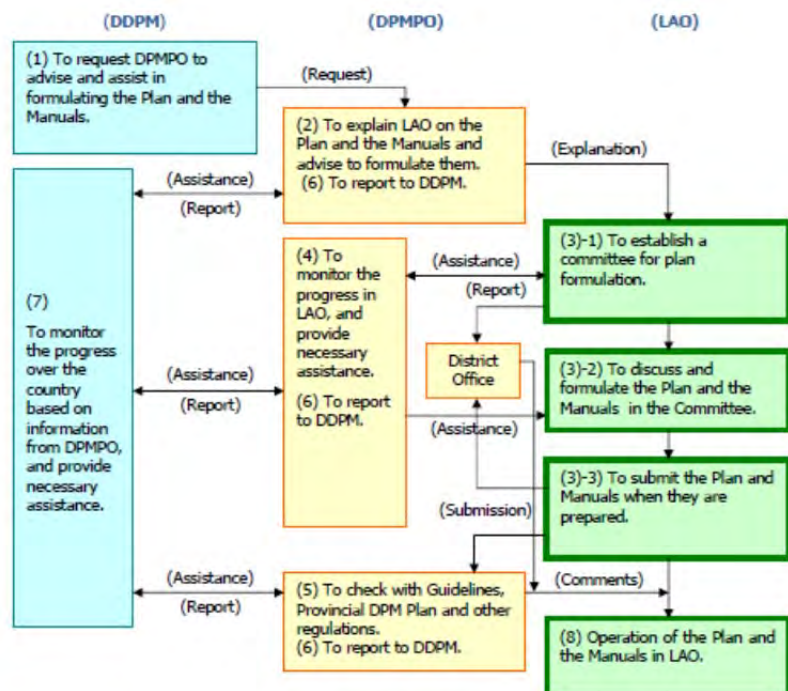 (DDPM)
(DPMPO)
(LAO)
(1) To request DPMPO to
advise and assist in
formulating the Plan and the
Manuals.
(Request)
(2) To explain LAO on the
Plan and the Manuals and
advise to formulate them.
(6) To report to DDPM.
(Explanation)
(Assistance)
(Report)
(3)-1) To establish a
committee for plan
formulation.
(4) To
monitor the
progress in
LAO, and
provide
necessary
assistance.
(6) To report
to DDPM.
(Assistance)
(Report)
(7)
To monitor
the progress
over the
country
based on
information
from DPMPO,
and provide
necessary
assistance.
District
Office
(3)-2) To discuss and
formulate the Plan and the
Manuals in the Committee.
(Assistance)
(Report)
(Assistance)
(3)-3) To submit the Plan and
Manuals when they are
prepared.
(Submission)
(Assistance)
(Report)
(5) To check with Guidelines,
Provincial DPM Plan and other
regulations.
(6) To report to DDPM.
(Comments)
(8) Operation of the Plan and
the Manuals in LAO.